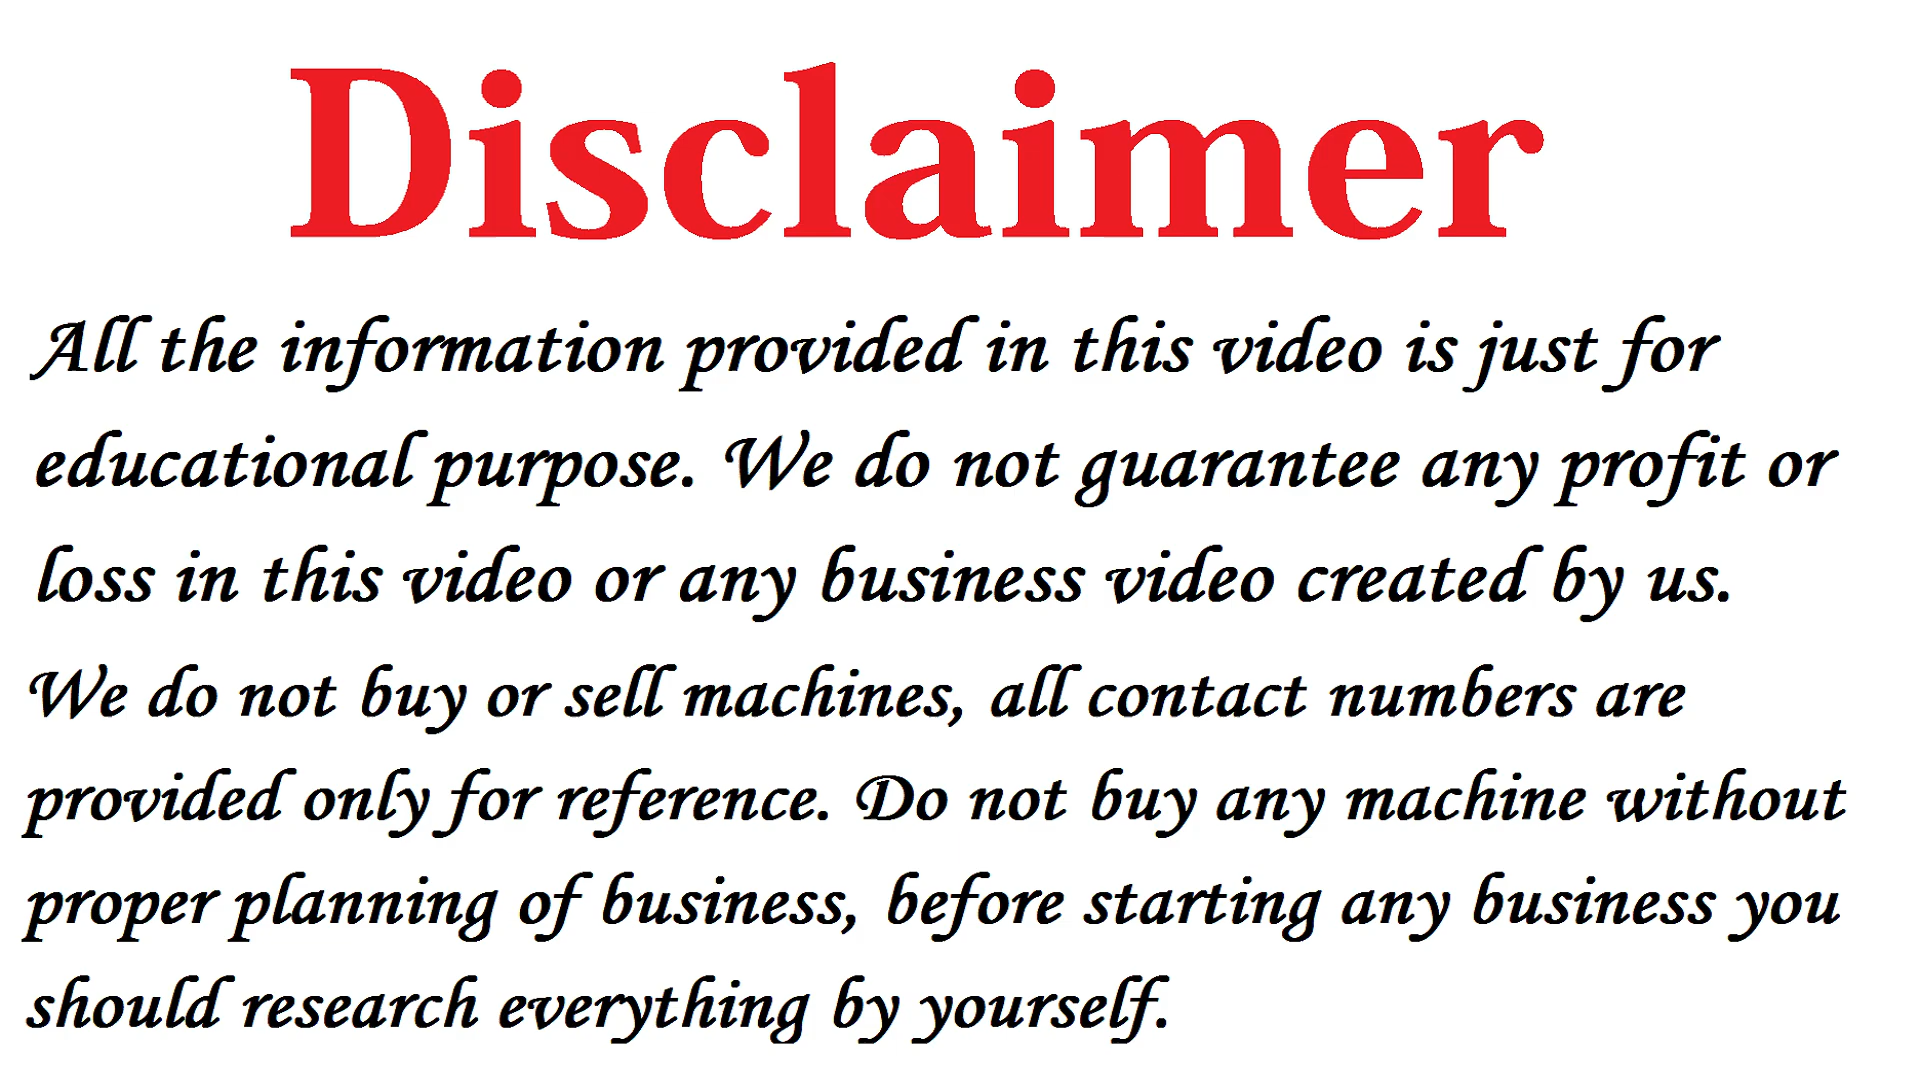 Disclaimer
All the information provided in this video is just for
educational purpose. We do not guarantee any profit or
loss in this video or any business video created by us.
We do not buy or sell machines, all contact numbers are
provided only for reference. Do not buy any machine without
proper planning of business, before starting any business you
should research everything by yourself.